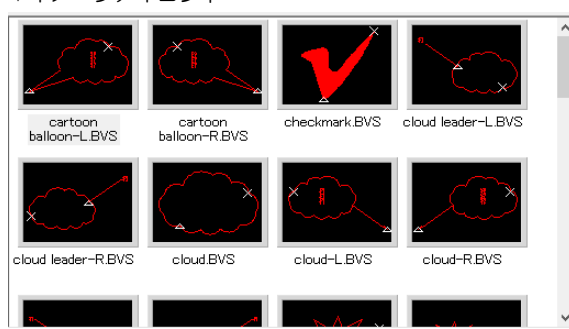 cartoon
balloon-L.BVS
cartoon
balloon-R.BVS
checkmark.BVS
cloud leader-L.BVS
cloud leader-R.BVS
cloud.BVS
cloud-L.BVS
cloud-R.BVS